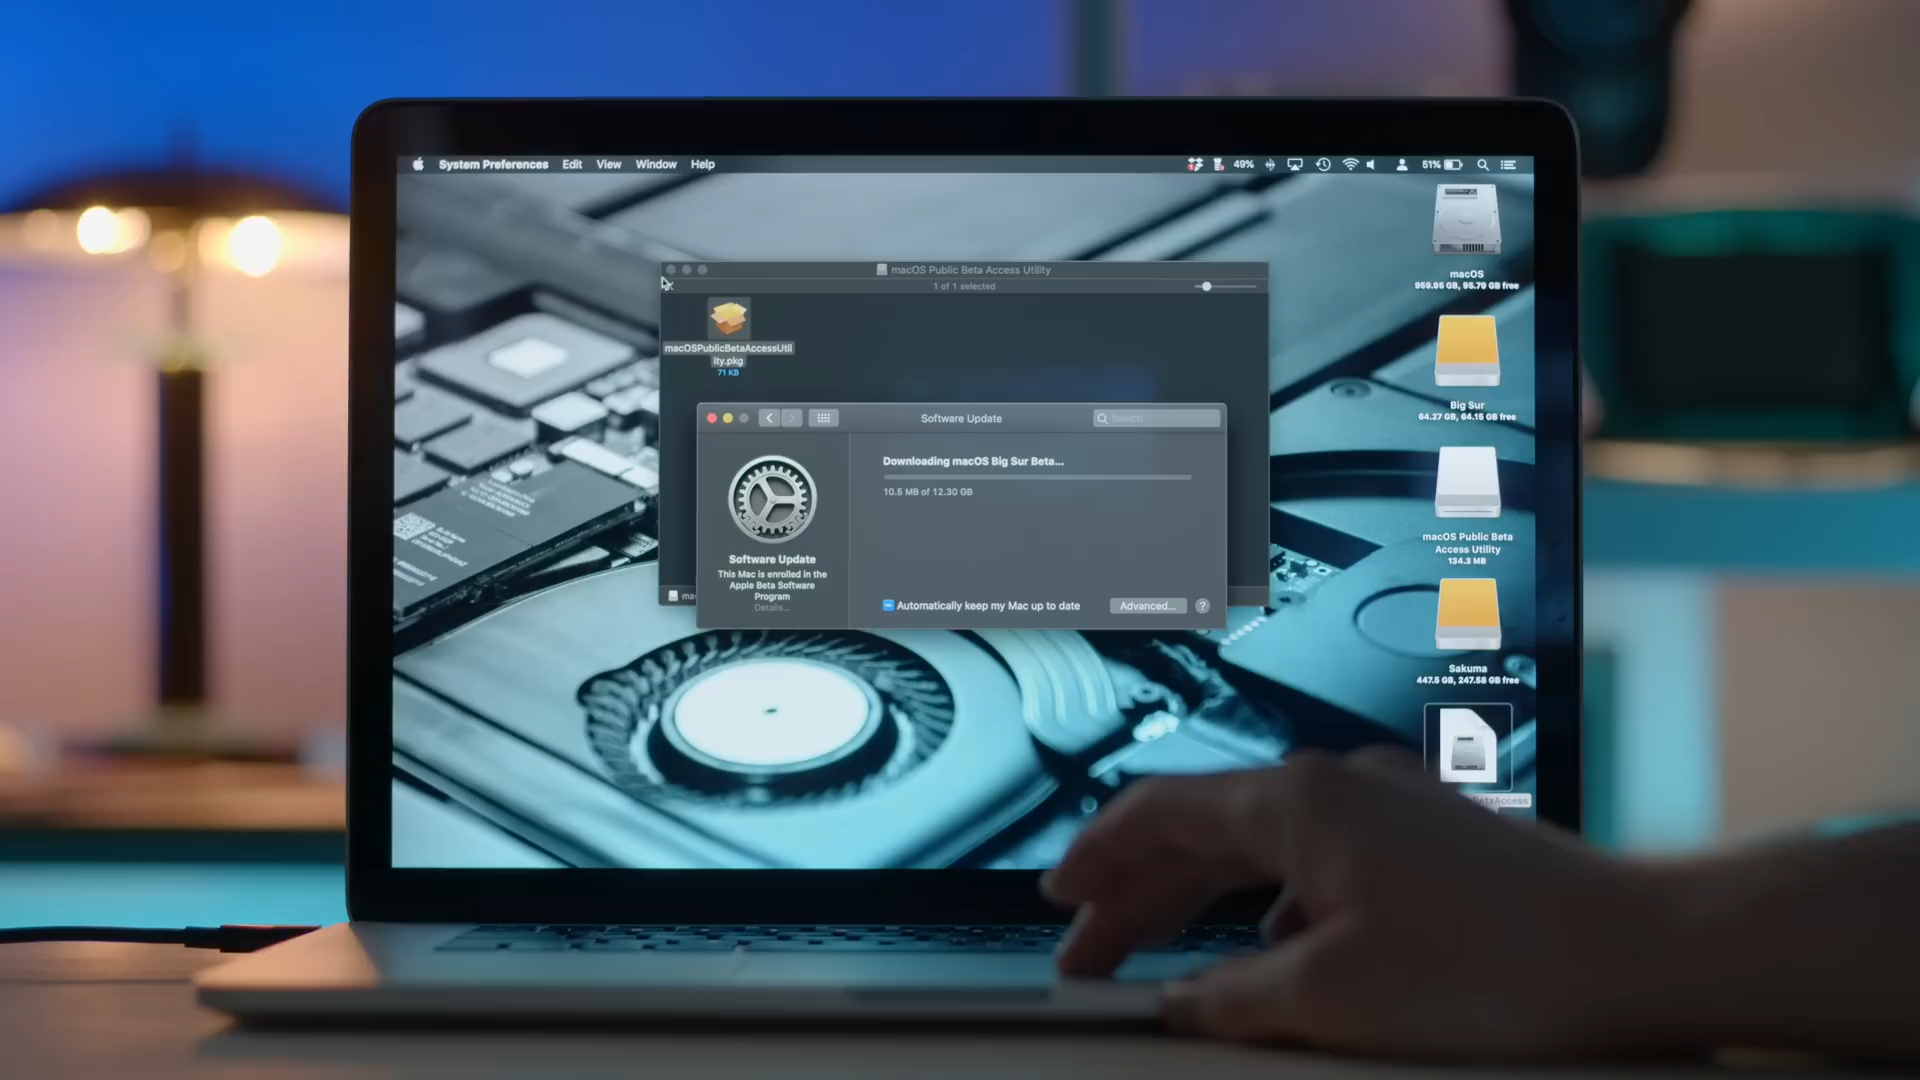 System Preferences Edit View Window Help
49% 51%
macOS
959.95 GB, 95.79 GB free
macOS Public Beta Access Utility
1 of 1 selected
macOSPublicBetaAccessUtil
ity.pkg
71 KB
Big Sur
64.27 GB, 64.15 GB free
Software Update
Search
Downloading macOS Big Sur Beta...
10.5 MB of 12.30 GB
Software Update
This Mac is enrolled in the
Apple Beta Software
Program
Details...
Automatically keep my Mac up to date
Advanced...
?
mac
macOS Public Beta
Access Utility
134.3 MB
Sakuma
447.5 GB, 247.58 GB free
BetaAccess